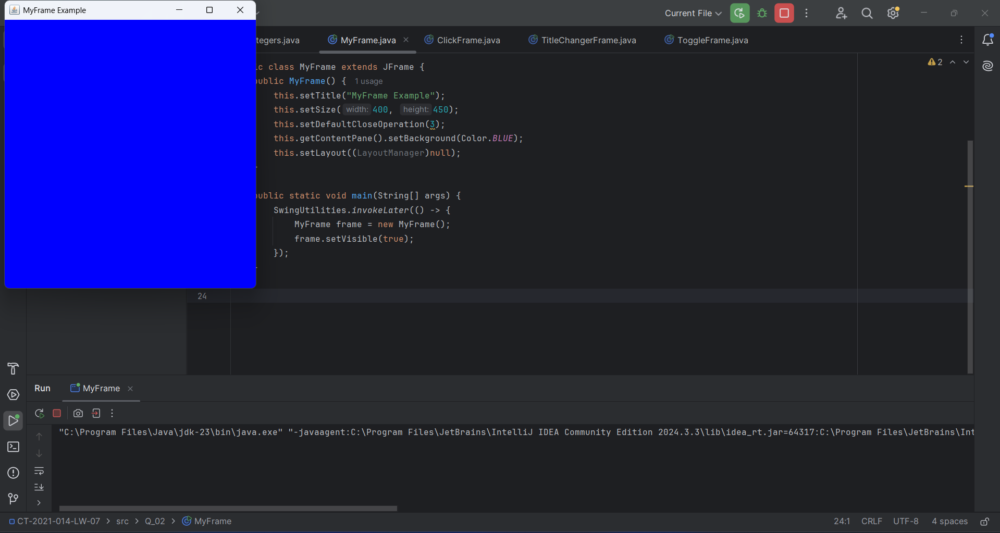 MyFrame Example
Current File
tegers.java
MyFrame.java
ClickFrame.java
TitleChangerFrame.java
ToggleFrame.java
2
c class MyFrame extends JFrame {
ublic MyFrame() { 1 usage
this.setTitle("MyFrame Example");
this.setSize( width: 400, height: 450);
this.setDefaultCloseOperation(3);
this.getContentPane().setBackground(Color.BLUE);
this.setLayout((LayoutManager)null);
ublic static void main(String[] args) {
SwingUtilities.invokeLater(() -> {
MyFrame frame = new MyFrame();
frame.setVisible(true);
});
24
Run
MyFrame
"C:\Program Files\Java\jdk-23\bin\java.exe" "-javaagent:C:\Program Files\JetBrains\IntelliJ IDEA Community Edition 2024.3.3\lib\idea_rt.jar=64317:C:\Program Files\JetBrains\Int
CT-2021-014-LW-07 > src > Q_02 > MyFrame
24:1 CRLF UTF-8 4 spaces